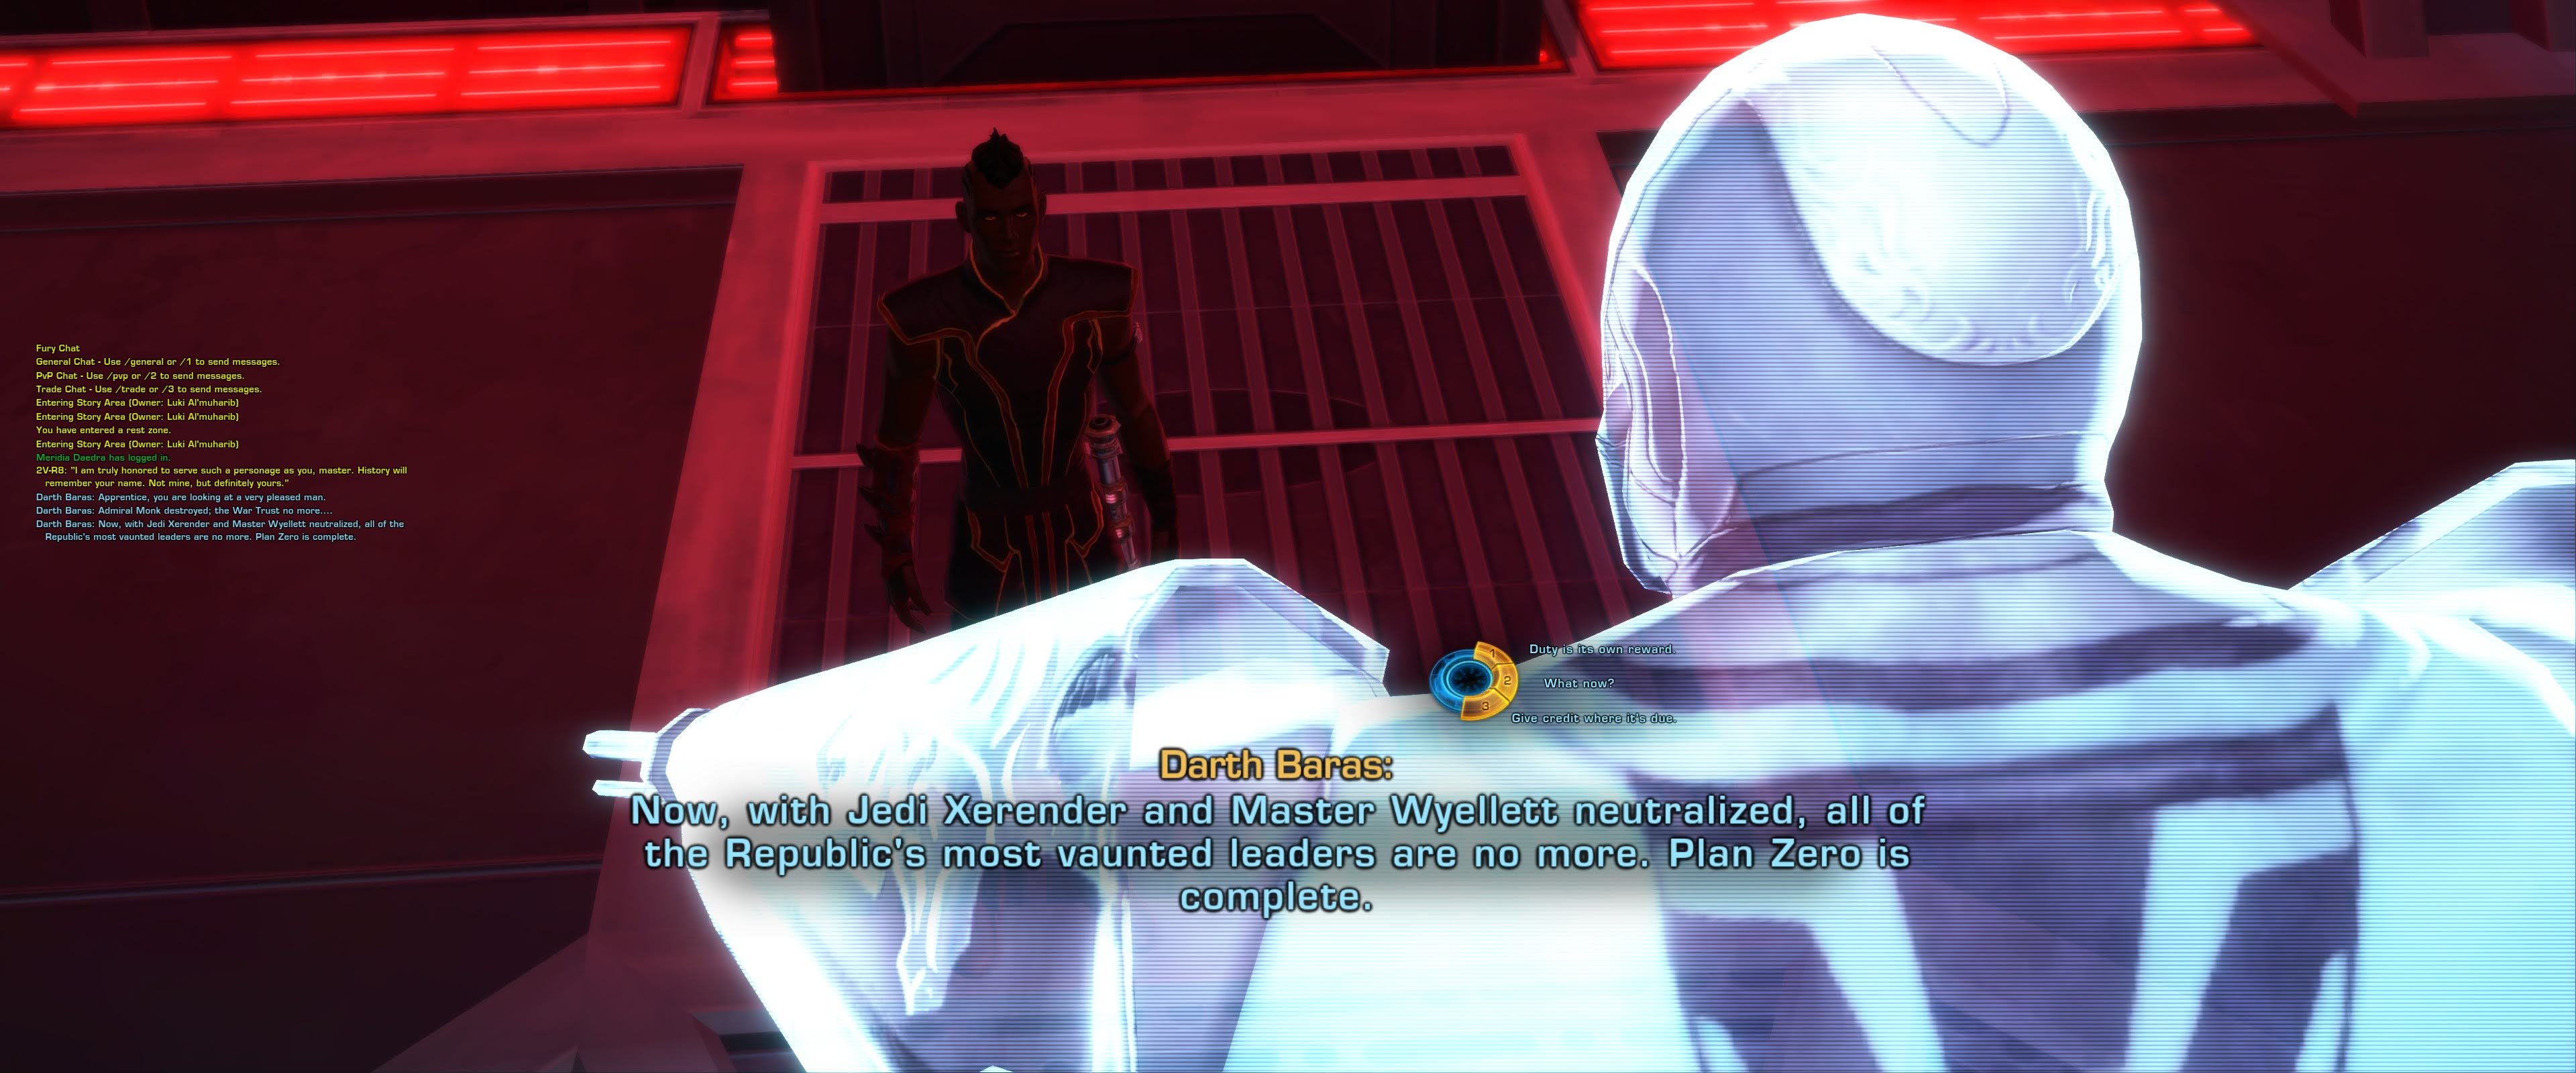 Fury Chat
General Chat - Use /general or /1 to send messages.
PvP Chat - Use /pvp or /2 to send messages.
Trade Chat - Use /trade or /3 to send messages.
Entering Story Area (Owner: Luki Al'muharib)
Entering Story Area (Owner: Luki Al'muharib)
You have entered a rest zone.
Entering Story Area (Owner: Luki Al'muharib)
Meridia Daedra has logged in.
2V-R8: "I am truly honored to serve such a personage as you, master. History will
remember your name. Not mine, but definitely yours."
Darth Baras: Apprentice, you are looking at a very pleased man.
Darth Baras: Admiral Monk destroyed; the War Trust no more....
Darth Baras: Now, with Jedi Xerender and Master Wyellett neutralized, all of the
Republic's most vaunted leaders are no more. Plan Zero is complete.
1 Duty is its own reward.
2 What now?
3 Give credit where it's due.
Darth Baras:
Now, with Jedi Xerender and Master Wyellett neutralized, all of
the Republic's most vaunted leaders are no more. Plan Zero is
complete.